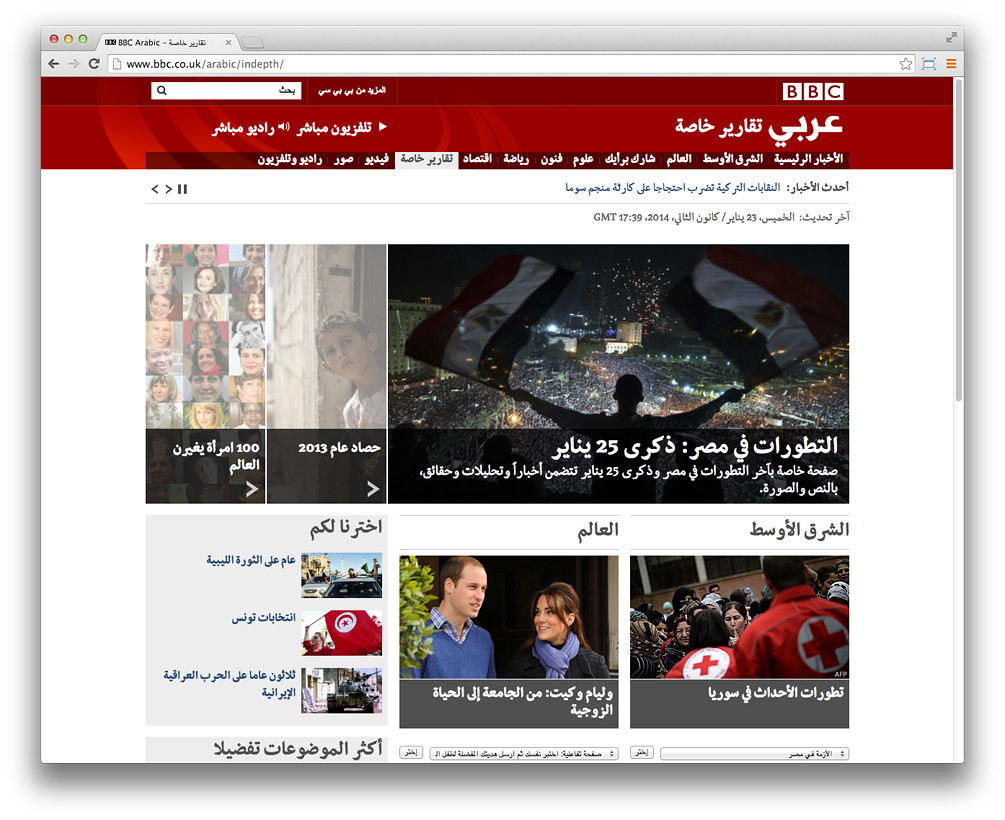 BBC Arabic - تقارير خاصة
www.bbc.co.uk/arabic/indepth/
BBC
المزيد من بي بي سي
بحث
عربي تقارير خاصة
تلفزيون مباشر
راديو مباشر
الأخبار الرئيسية
الشرق الأوسط
العالم
شارك برأيك
علوم
فنون
رياضة
اقتصاد
تقارير خاصة
فيديو
صور
راديو وتلفزيون
أحدث الأخبار: النقابات التركية تضرب احتجاجا على كارثة منجم سوما
آخر تحديث: الخميس، 23 يناير/ كانون الثاني، 2014، 17:39 GMT
التطورات في مصر: ذكرى 25 يناير
صفحة خاصة بآخر التطورات في مصر وذكرى 25 يناير تتضمن أخباراً وتحليلات وحقائق،
بالنص والصورة.
حصاد عام 2013
100 امرأة يغيرن
العالم
الشرق الأوسط
AFP
تطورات الأحداث في سوريا
الأزمة في مصر
إختر
العالم
وليام وكيت: من الجامعة إلى الحياة
الزوجية
صفحة تفاعلية: اختبر نفسك ثم ارسل هديتك المفضلة لطفل ال
إختر
اخترنا لكم
عام على الثورة الليبية
انتخابات تونس
ثلاثون عاما على الحرب العراقية
الإيرانية
أكثر الموضوعات تفضيلا